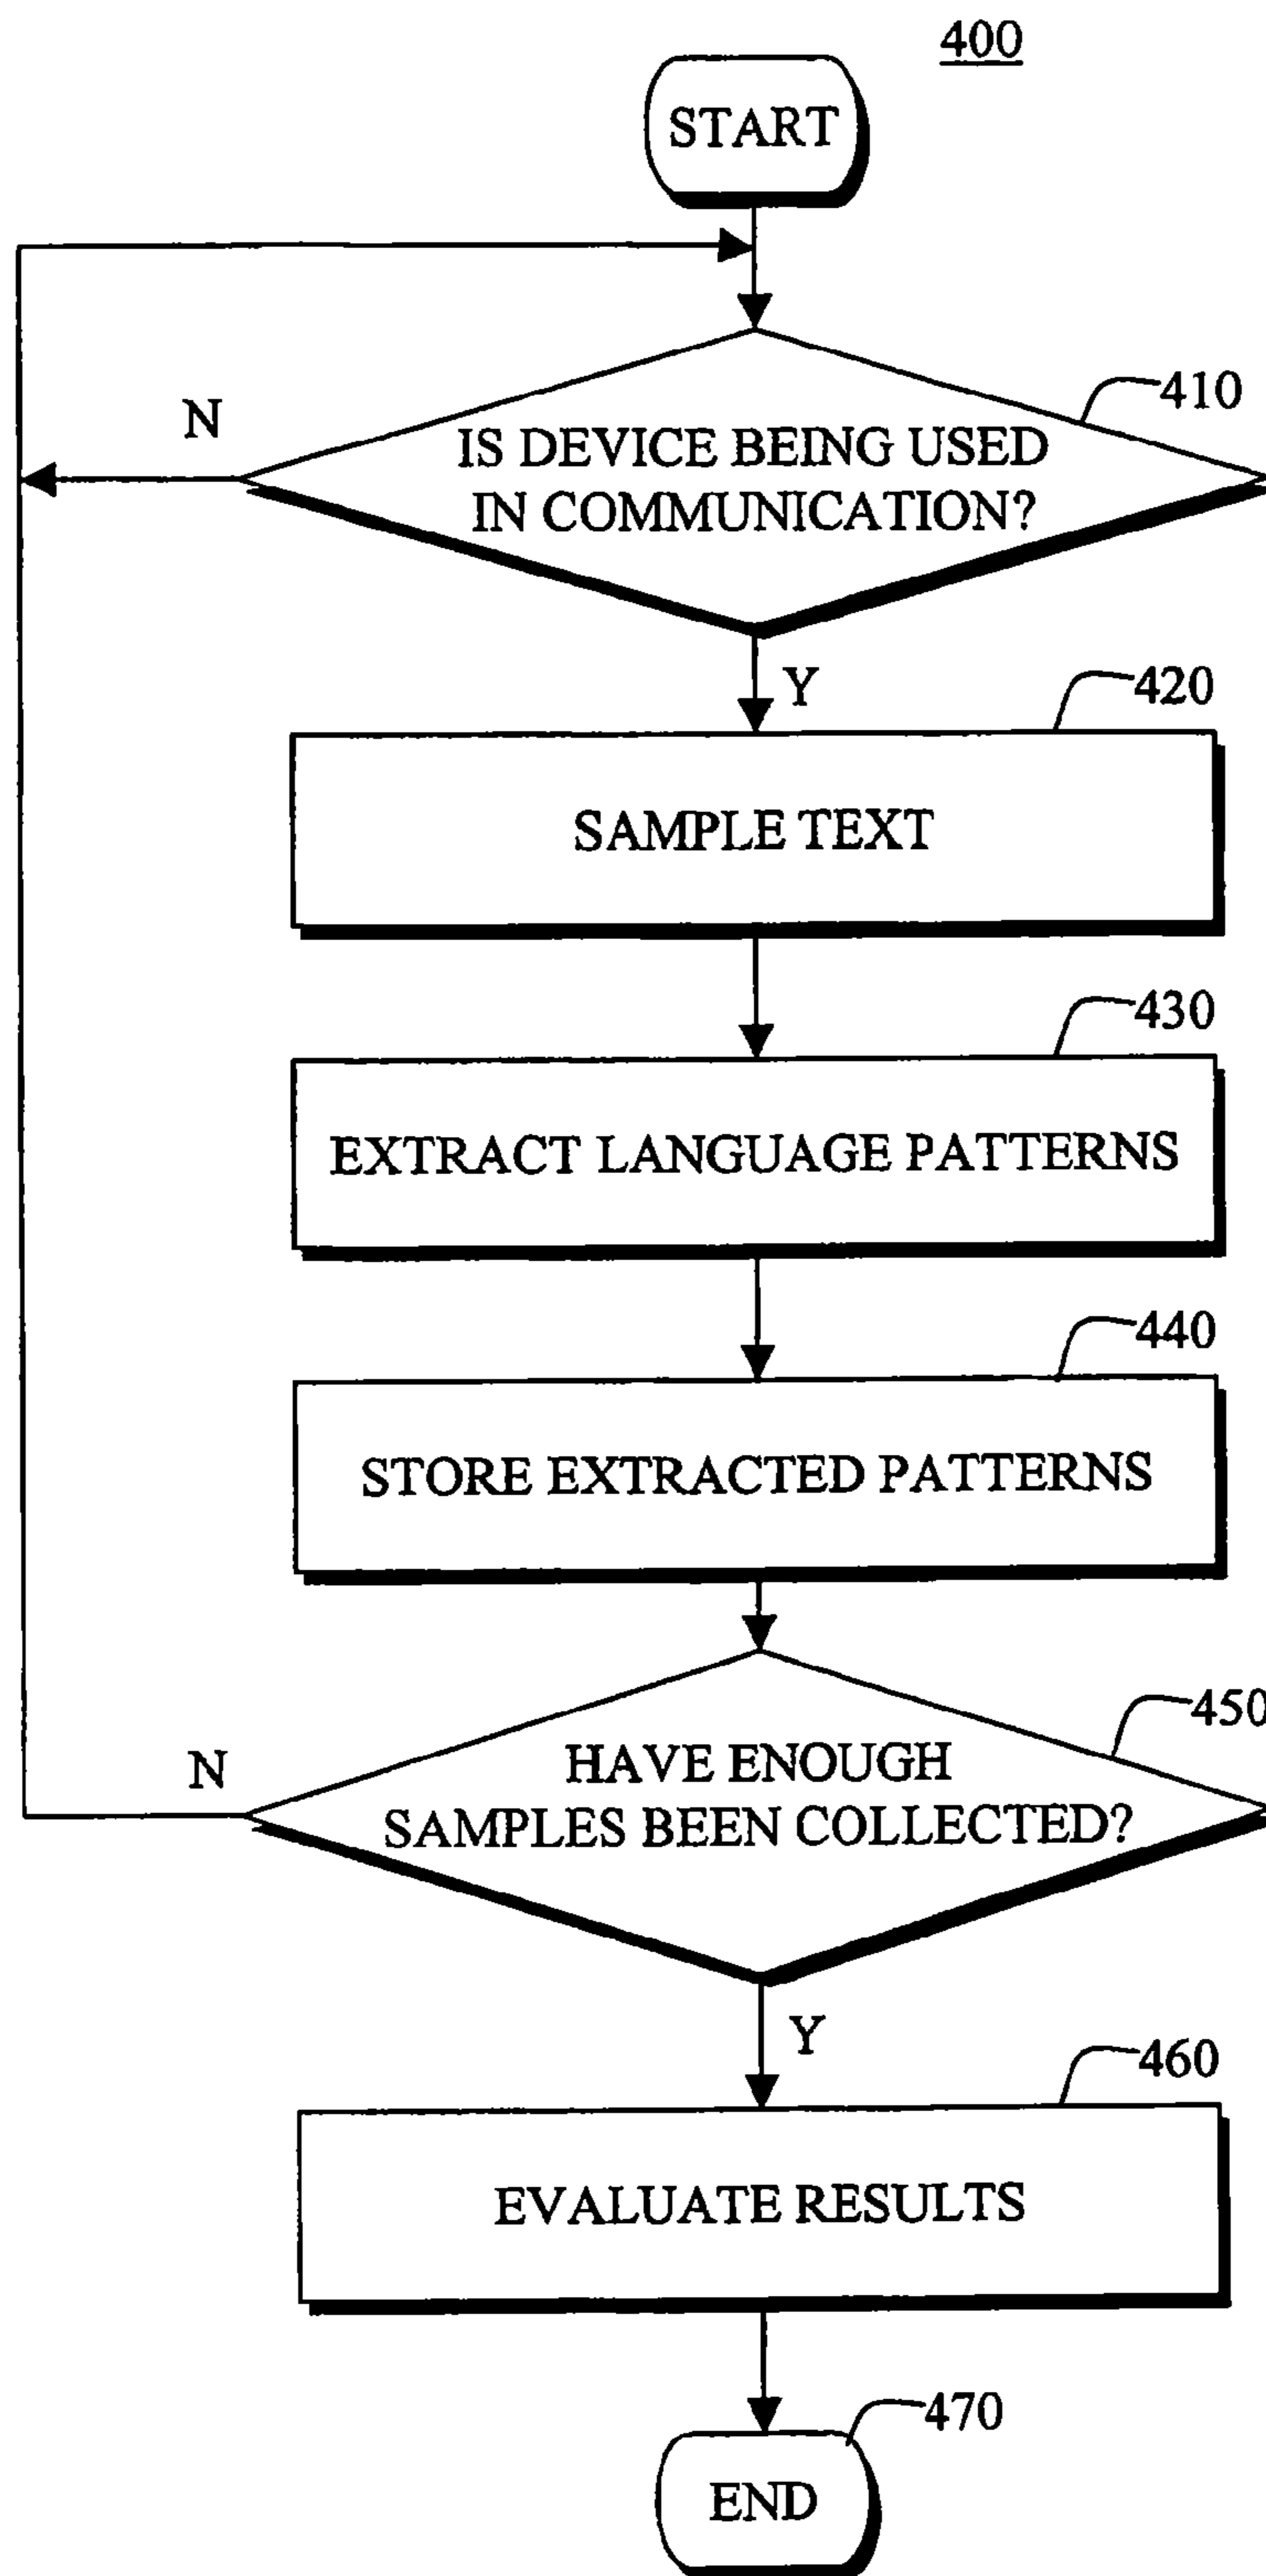 400
START
410
N
IS DEVICE BEING USED
IN COMMUNICATION?
Y
420
SAMPLE TEXT
430
EXTRACT LANGUAGE PATTERNS
440
STORE EXTRACTED PATTERNS
450
N
HAVE ENOUGH
SAMPLES BEEN COLLECTED?
Y
460
EVALUATE RESULTS
470
END